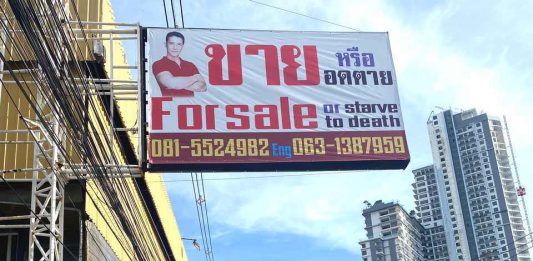 ขาย หรือ
อดตาย
For sale or starve
to death
081-5524982 Eng 063-1387959